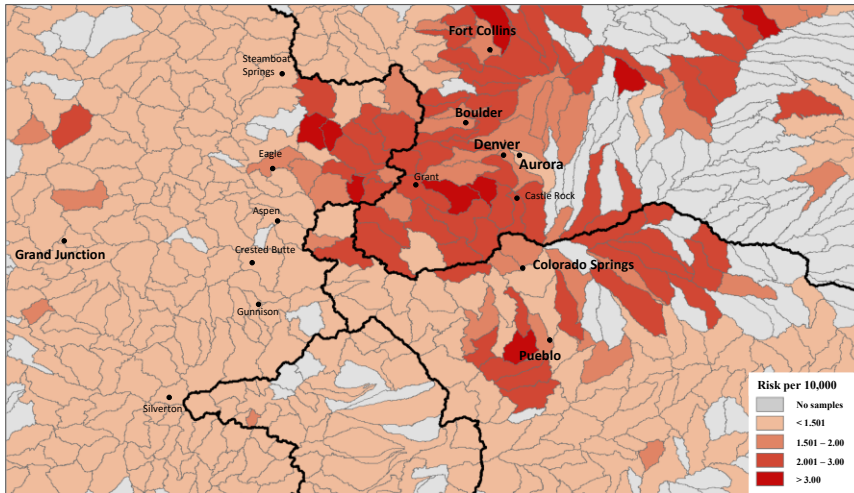 Fort Collins
Steamboat
Springs
Boulder
Denver
Aurora
Eagle
Grant
Castle Rock
Aspen
Grand Junction
Crested Butte
Colorado Springs
Gunnison
Pueblo
Silverton
Risk per 10,000
No samples
< 1.501
1.501 – 2.00
2.001 – 3.00
> 3.00